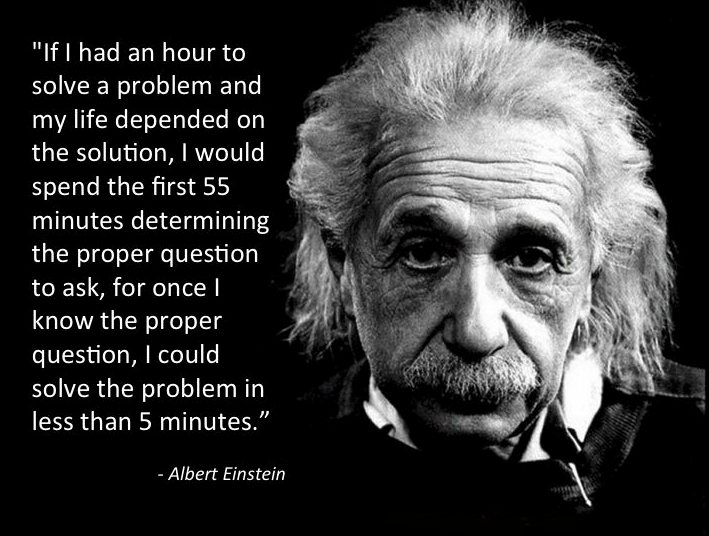 "If I had an hour to
solve a problem and
my life depended on
the solution, I would
spend the first 55
minutes determining
the proper question
to ask, for once I
know the proper
question, I could
solve the problem in
less than 5 minutes.”
- Albert Einstein